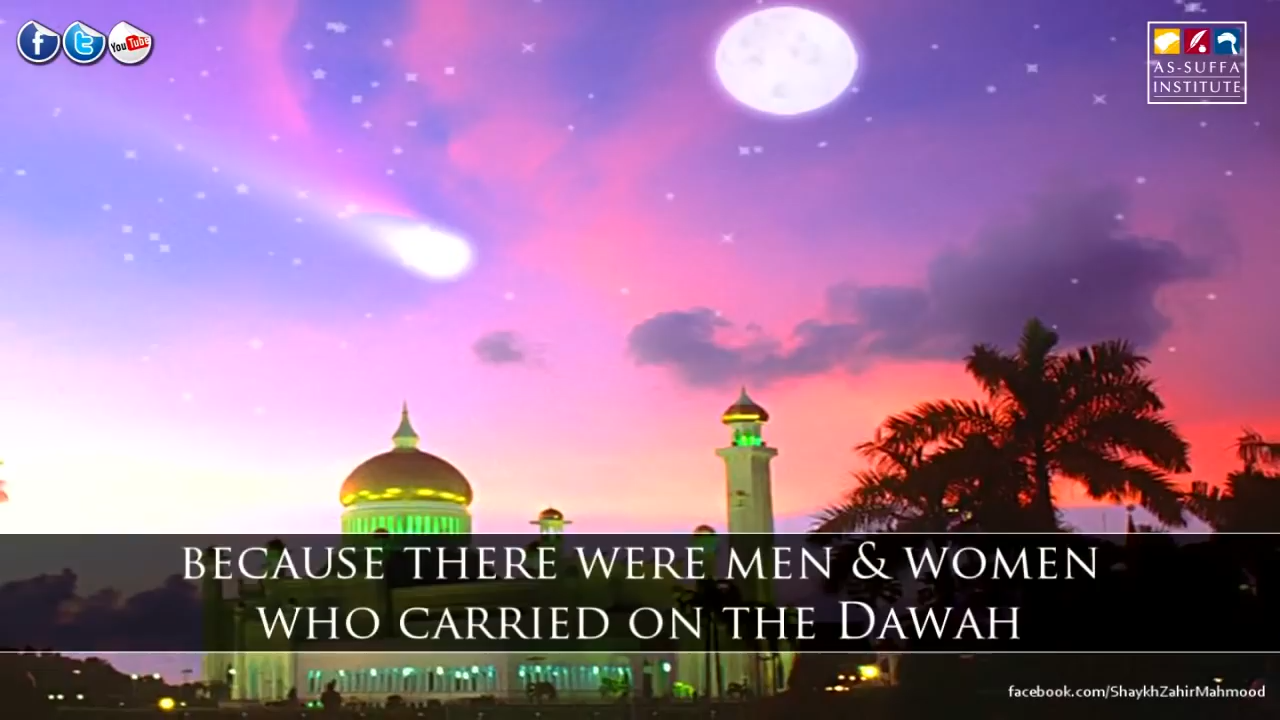 f t You Tube
AS-SUFFA
INSTITUTE
BECAUSE THERE WERE MEN & WOMEN
WHO CARRIED ON THE DAWAH
facebook.com/ShaykhZahirMahmood